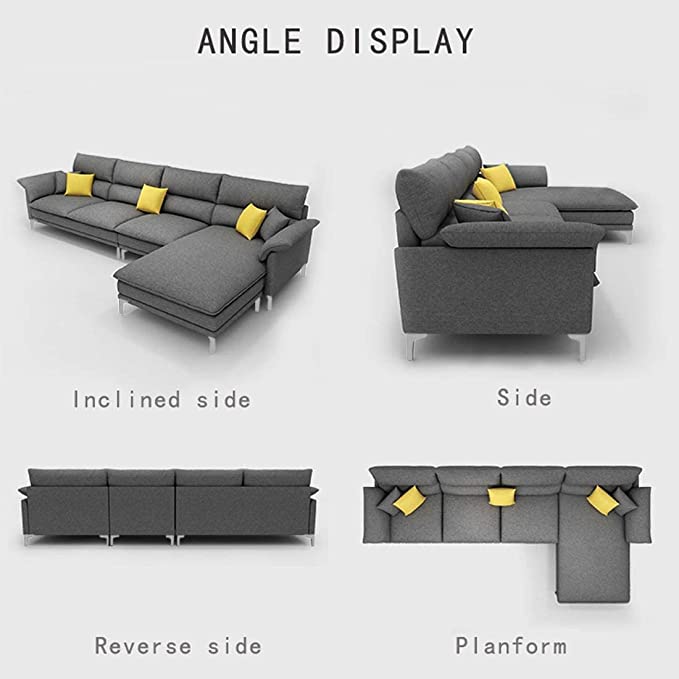 ANGLE DISPLAY
Inclined side
Side
Reverse side
Planform